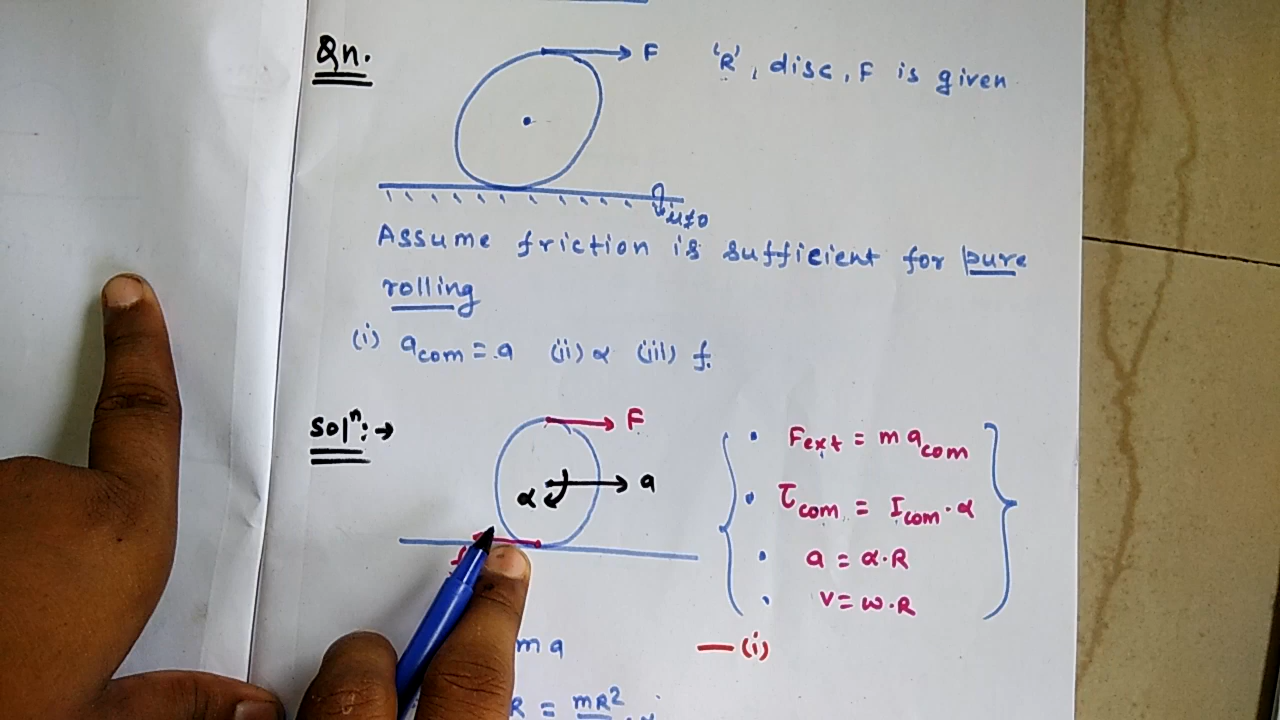 Qn.
F
'R', disc, F is given
μ≠0
Assume friction is sufficient for pure
rolling
(i) acom = a (ii) α (iii) f.
Solⁿ: →
F
α
a
• Fext = m acom
• τcom = Icom · α
• a = α·R
• v = ω·R
ma — (i)
R = mR²